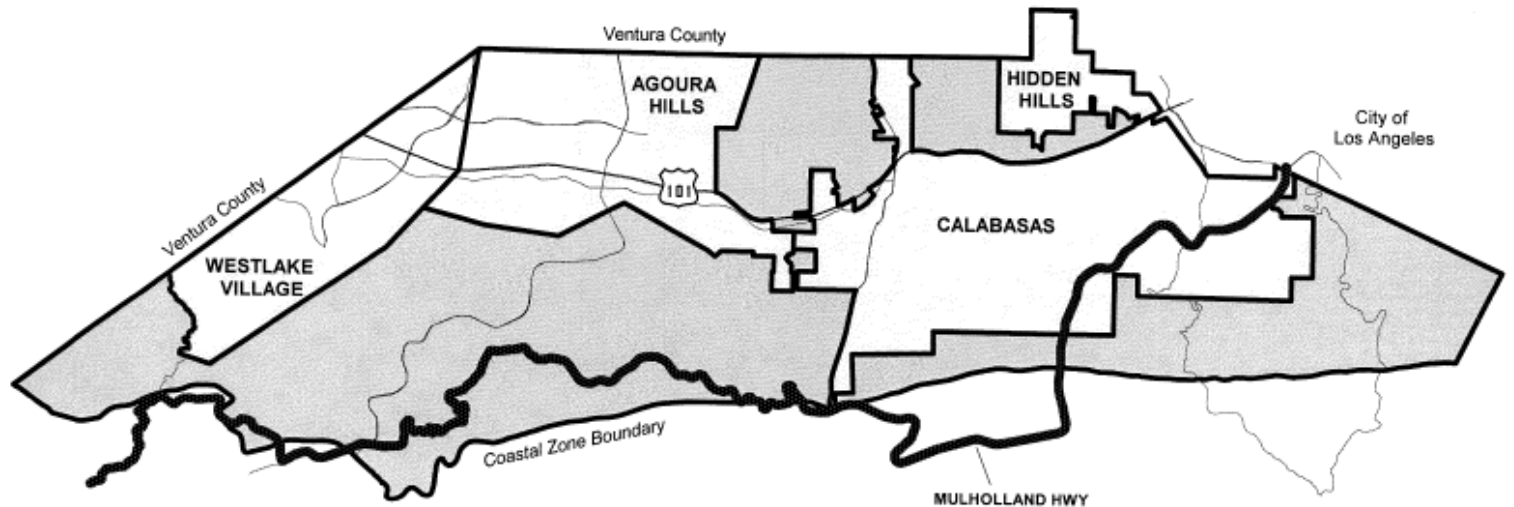 Ventura County
AGOURA
HILLS
HIDDEN
HILLS
City of
Los Angeles
101
Ventura County
CALABASAS
WESTLAKE
VILLAGE
Coastal Zone Boundary
MULHOLLAND HWY